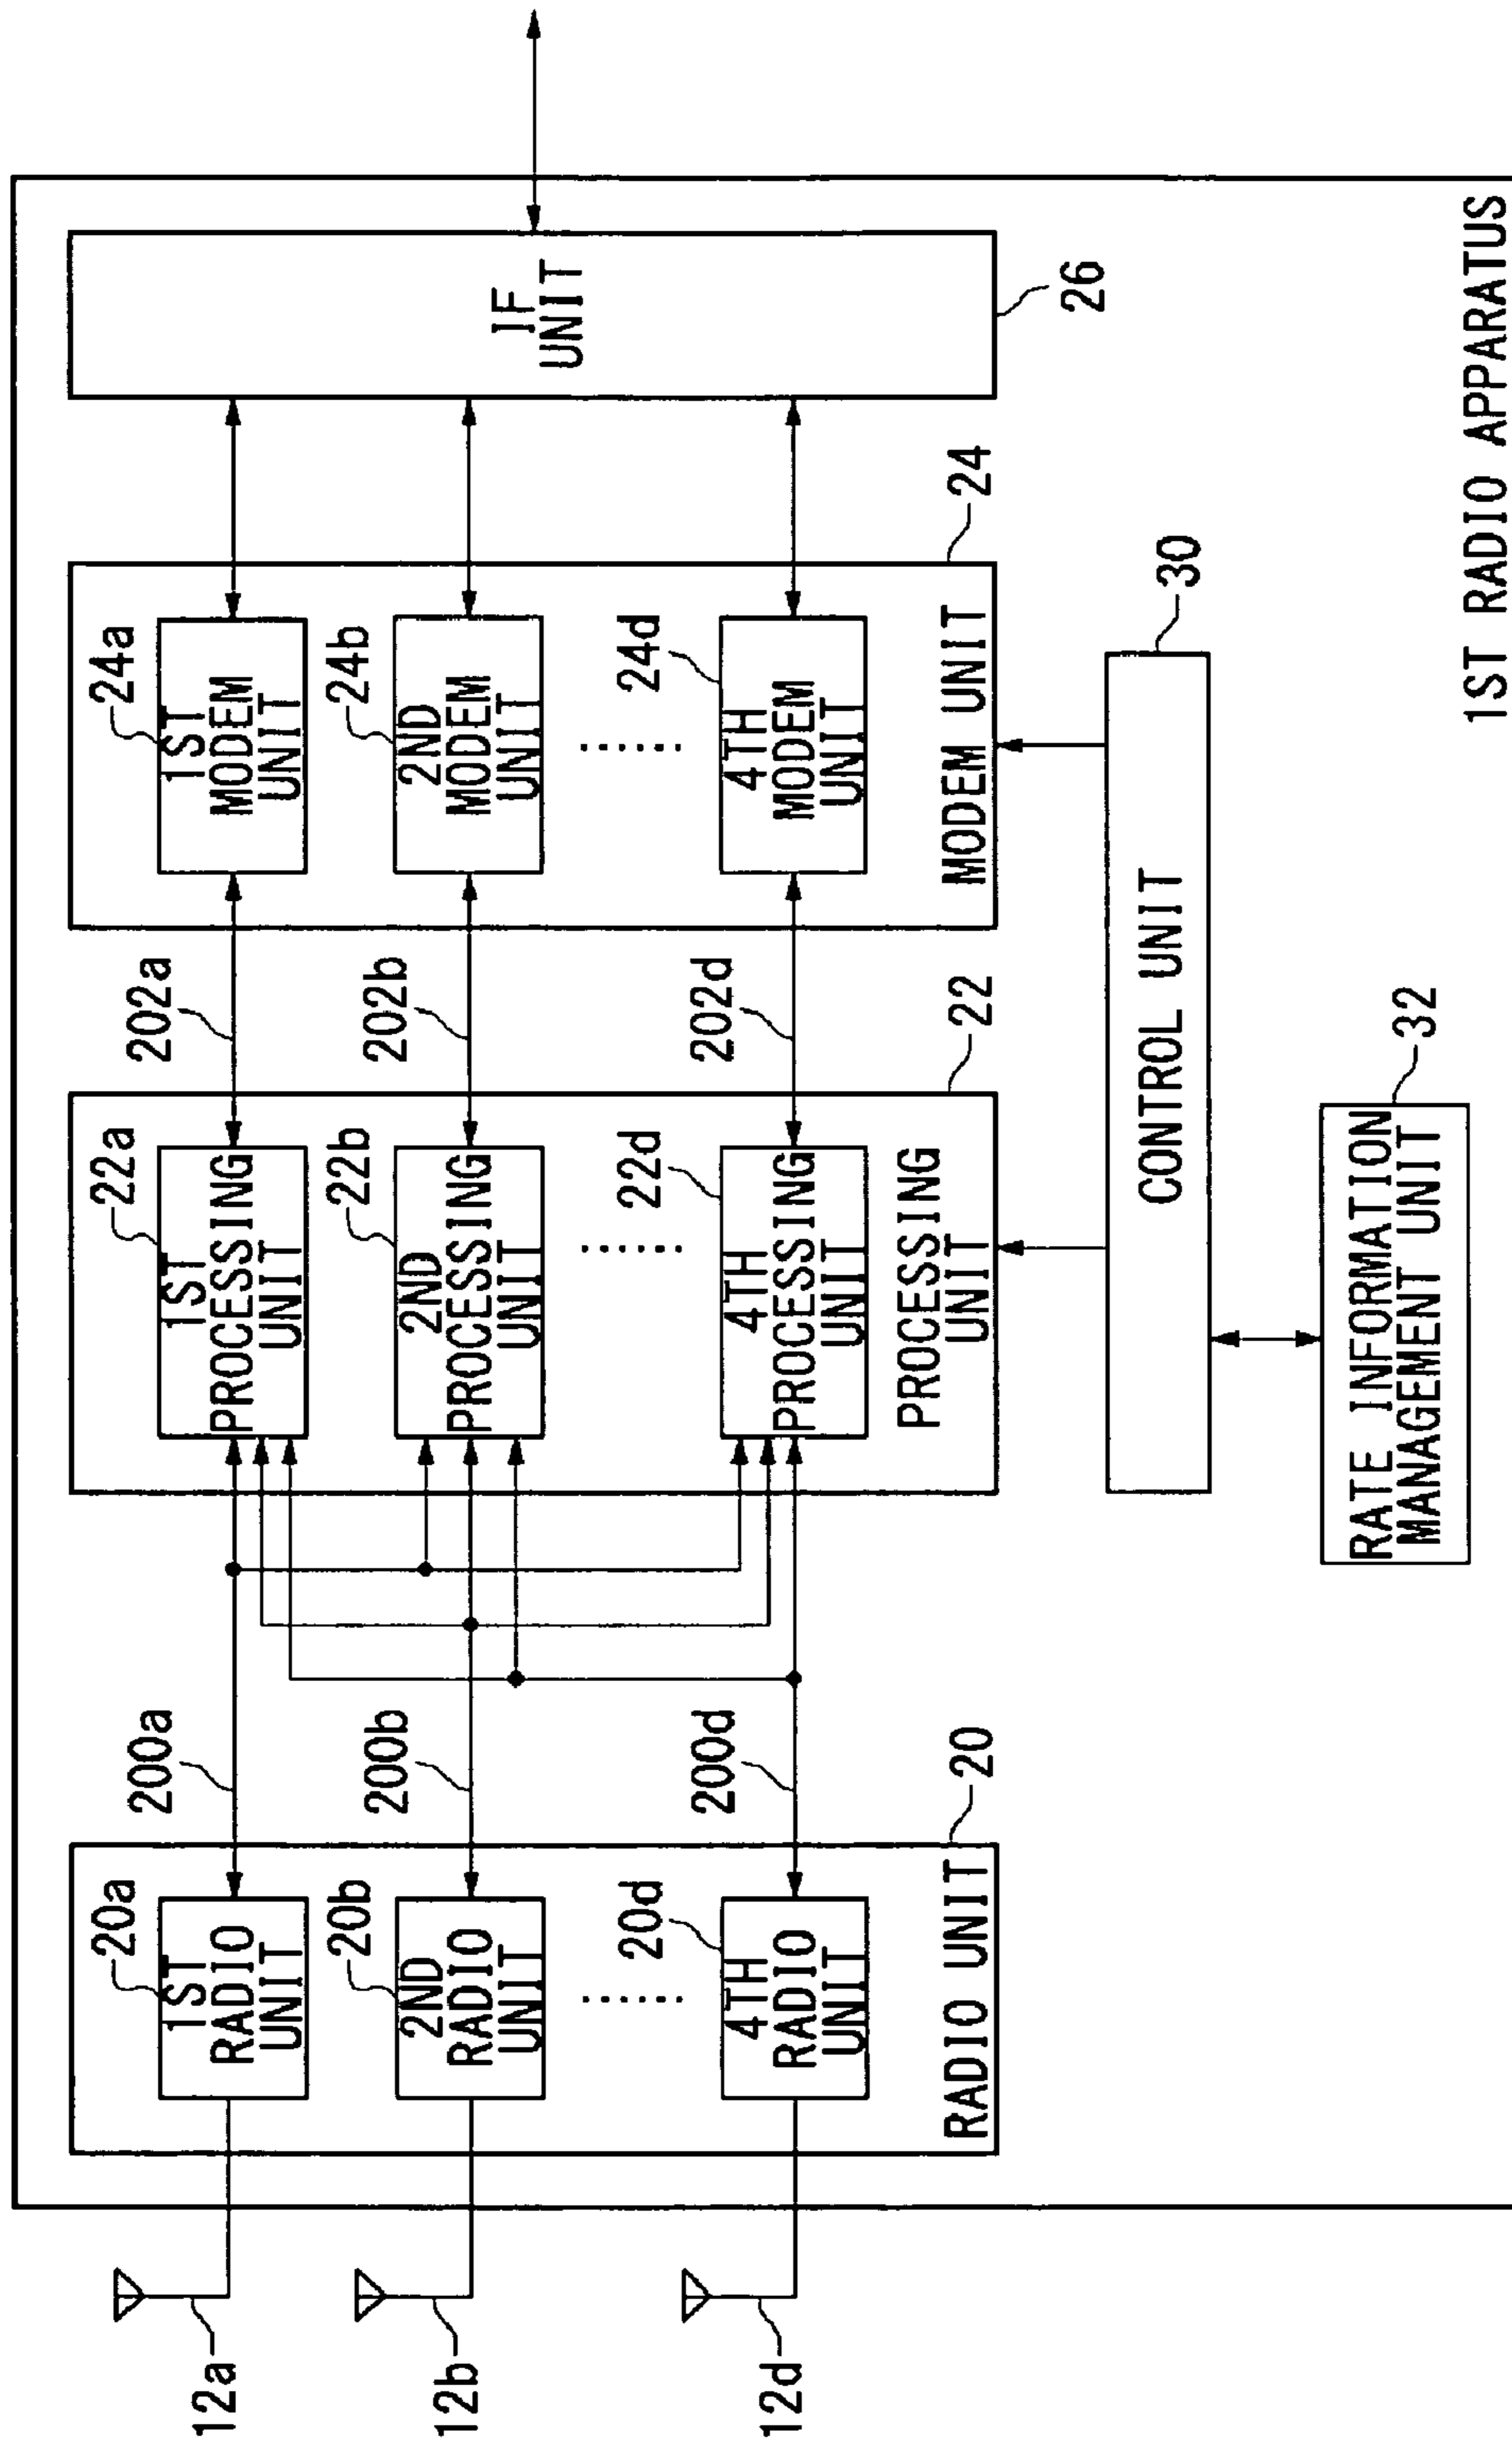 12a
12b
12d
20a
1ST
RADIO
UNIT
20b
2ND
RADIO
UNIT
......
20d
4TH
RADIO
UNIT
RADIO UNIT
20
200a
200b
200d
22a
1ST
PROCESSING
UNIT
22b
2ND
PROCESSING
UNIT
......
22d
4TH
PROCESSING
UNIT
PROCESSING
UNIT
22
202a
202b
202d
24a
1ST
MODEM
UNIT
24b
2ND
MODEM
UNIT
......
24d
4TH
MODEM
UNIT
MODEM UNIT
24
IF
UNIT
26
CONTROL UNIT
30
RATE INFORMATION
MANAGEMENT UNIT
32
1ST RADIO APPARATUS